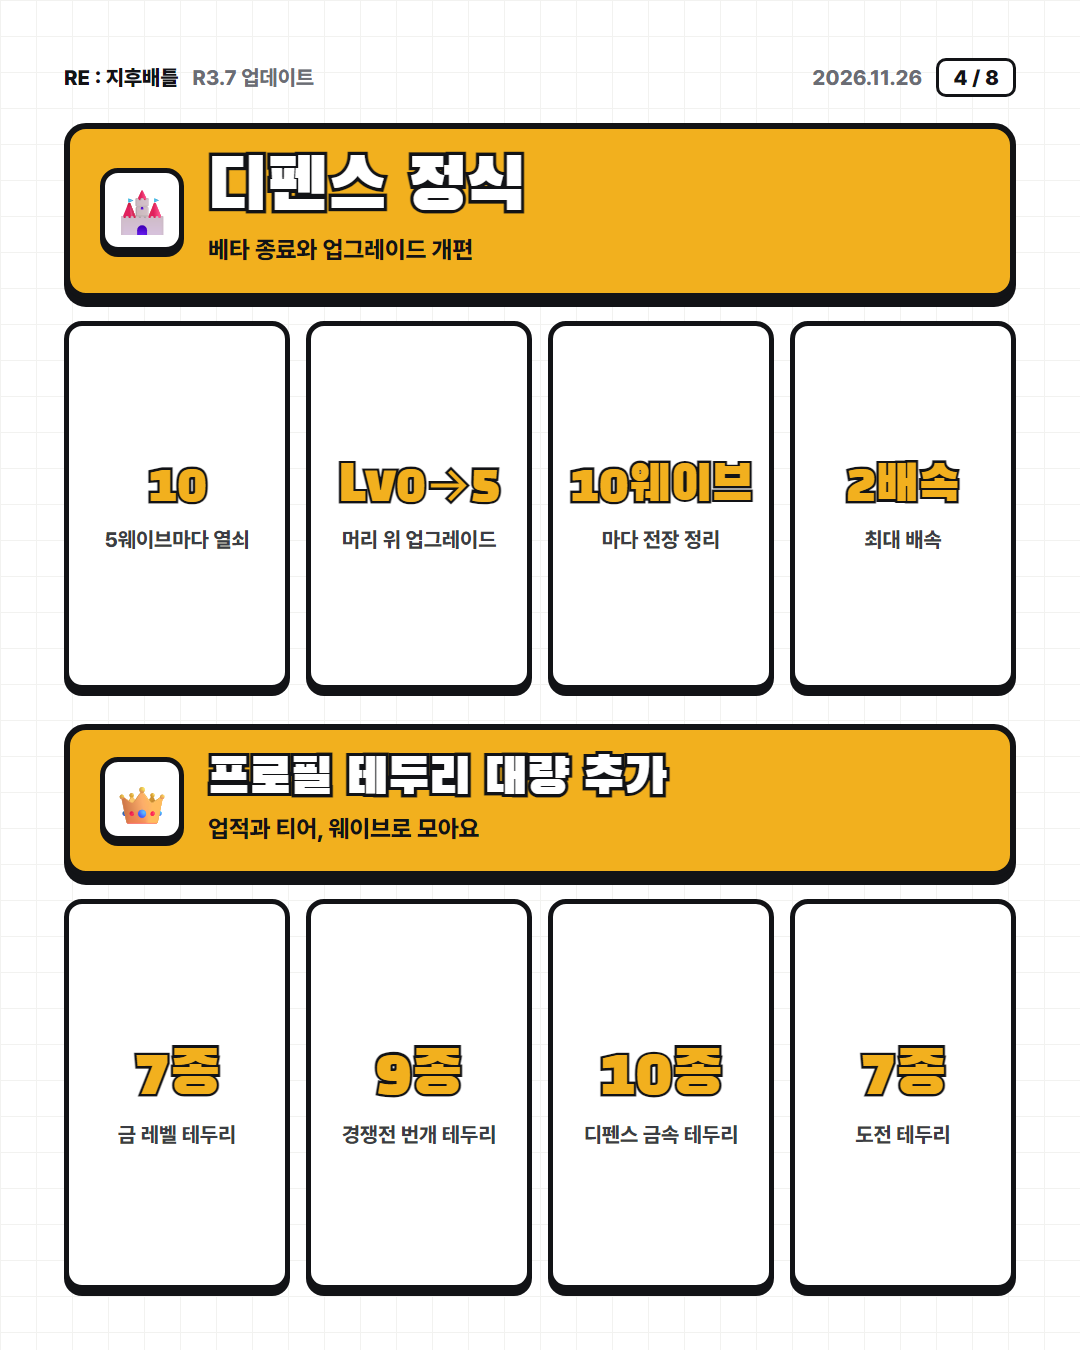 RE : 지후배틀 R3.7 업데이트 2026.11.26 4 / 8
디펜스 정식
베타 종료와 업그레이드 개편
10
5웨이브마다 열쇠
Lv0→5
머리 위 업그레이드
10웨이브
마다 전장 정리
2배속
최대 배속
프로필 테두리 대량 추가
업적과 티어, 웨이브로 모아요
7종
금 레벨 테두리
9종
경쟁전 번개 테두리
10종
디펜스 금속 테두리
7종
도전 테두리